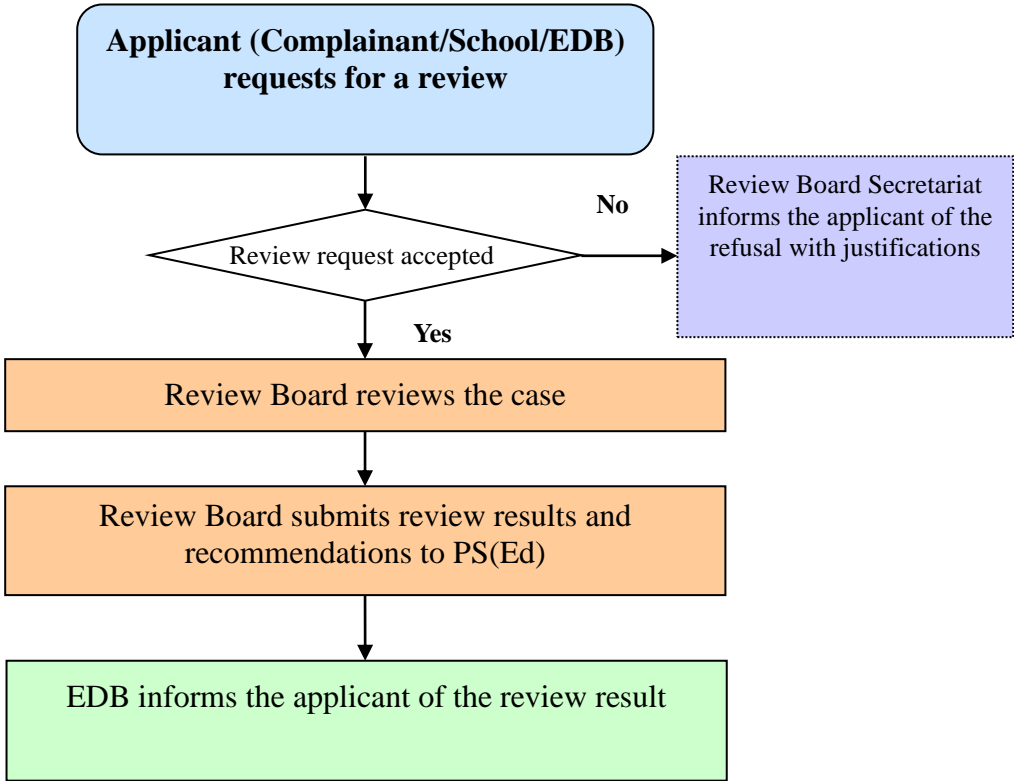 Applicant (Complainant/School/EDB)
requests for a review
No
Review Board Secretariat
informs the applicant of the
refusal with justifications
Review request accepted
Yes
Review Board reviews the case
Review Board submits review results and
recommendations to PS(Ed)
EDB informs the applicant of the review result